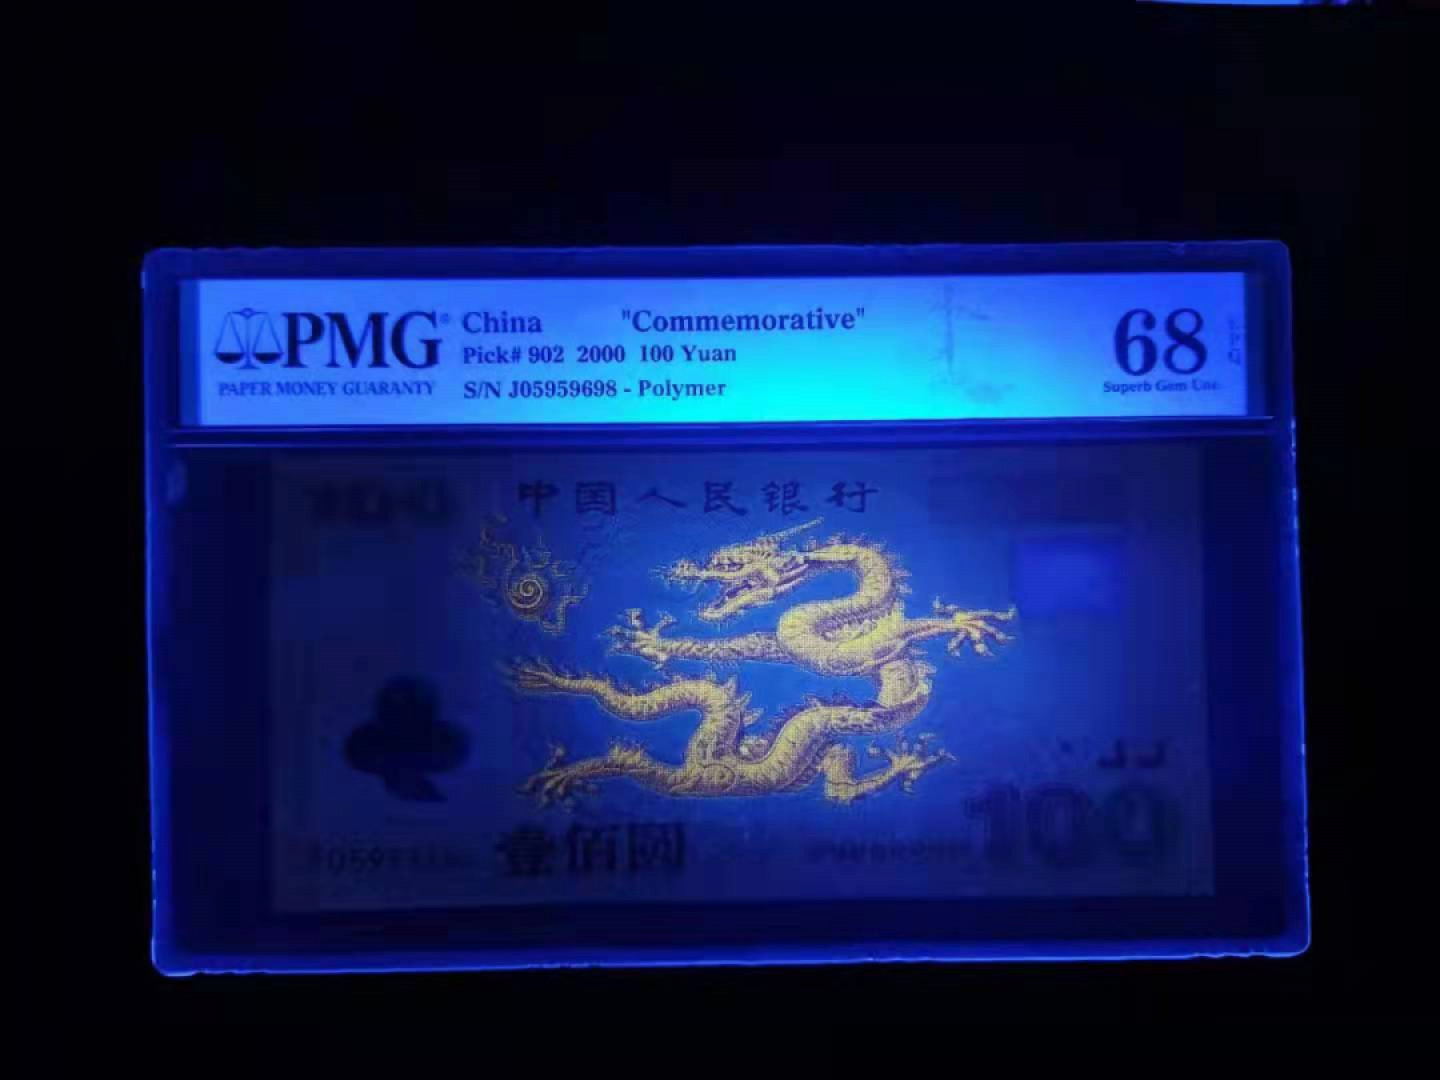 PMG® China "Commemorative"
Pick# 902 2000 100 Yuan
PAPER MONEY GUARANTY S/N J05959698 - Polymer
68
Superb Gem Unc
中国人民银行
100
壹佰圆